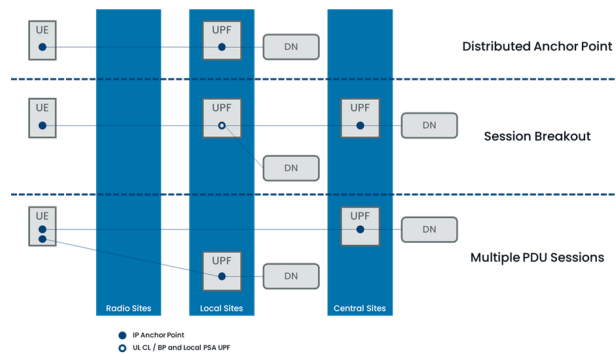 UE
UPF
DN
Distributed Anchor Point
UE
UPF
UPF
DN
Session Breakout
DN
UE
UPF
DN
Multiple PDU Sessions
UPF
DN
Radio Sites
Local Sites
Central Sites
IP Anchor Point
UL CL / BP and Local PSA UPF